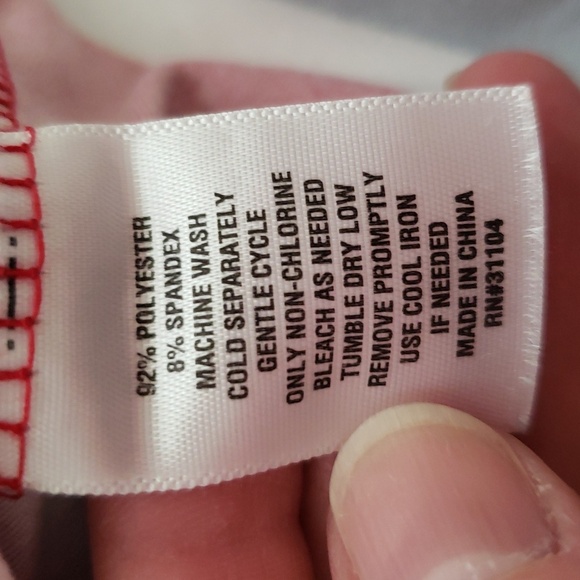 92% POLYESTER
8% SPANDEX
MACHINE WASH
COLD SEPARATELY
GENTLE CYCLE
ONLY NON-CHLORINE
BLEACH AS NEEDED
TUMBLE DRY LOW
REMOVE PROMPTLY
USE COOL IRON
IF NEEDED
MADE IN CHINA
RN#31104